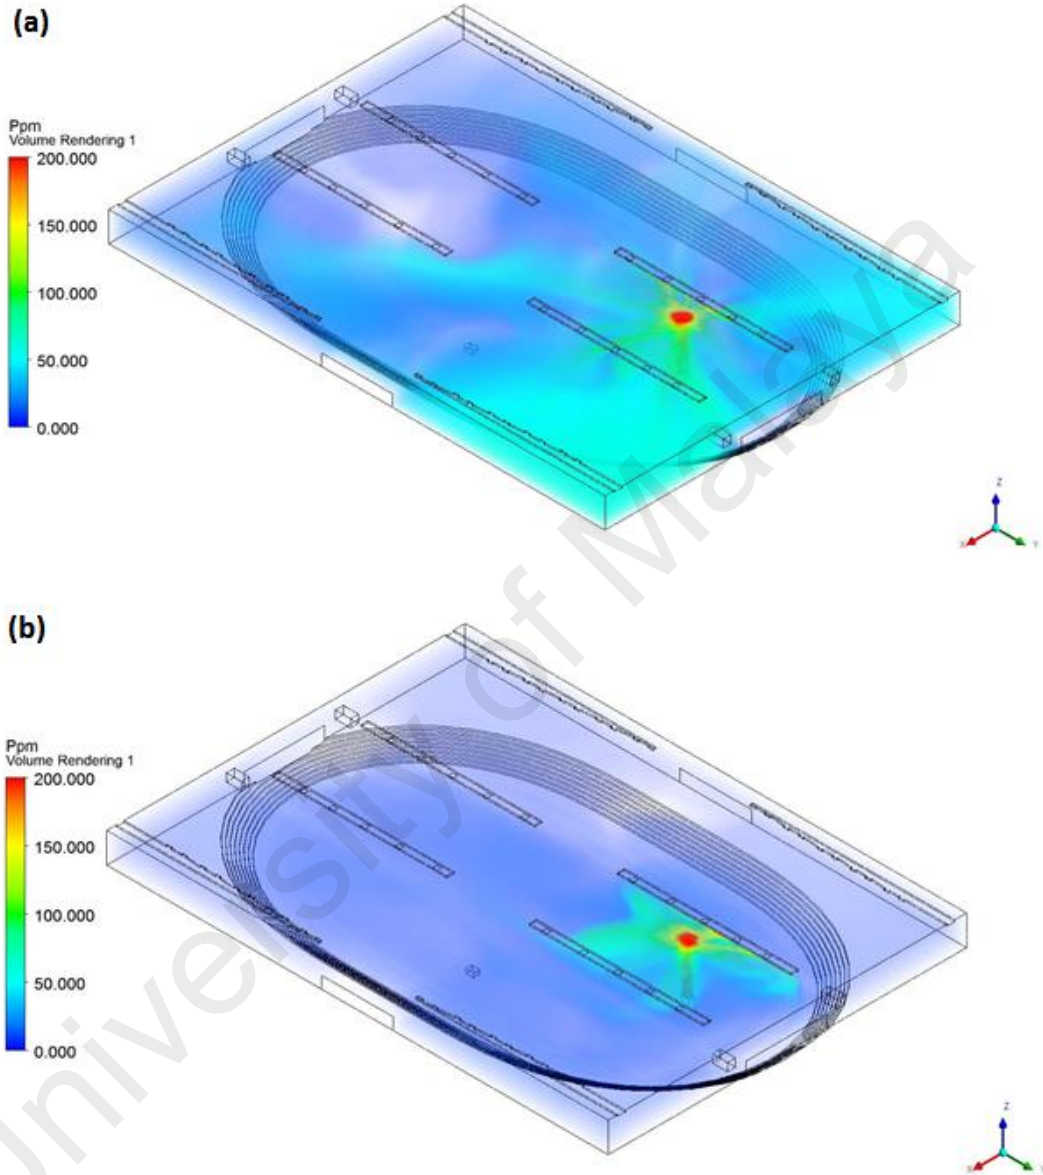 (a)
Ppm
Volume Rendering 1
200.000
150.000
100.000
50.000
0.000
Z
X
Y
(b)
Ppm
Volume Rendering 1
200.000
150.000
100.000
50.000
0.000
Z
X
Y
University of Malaya